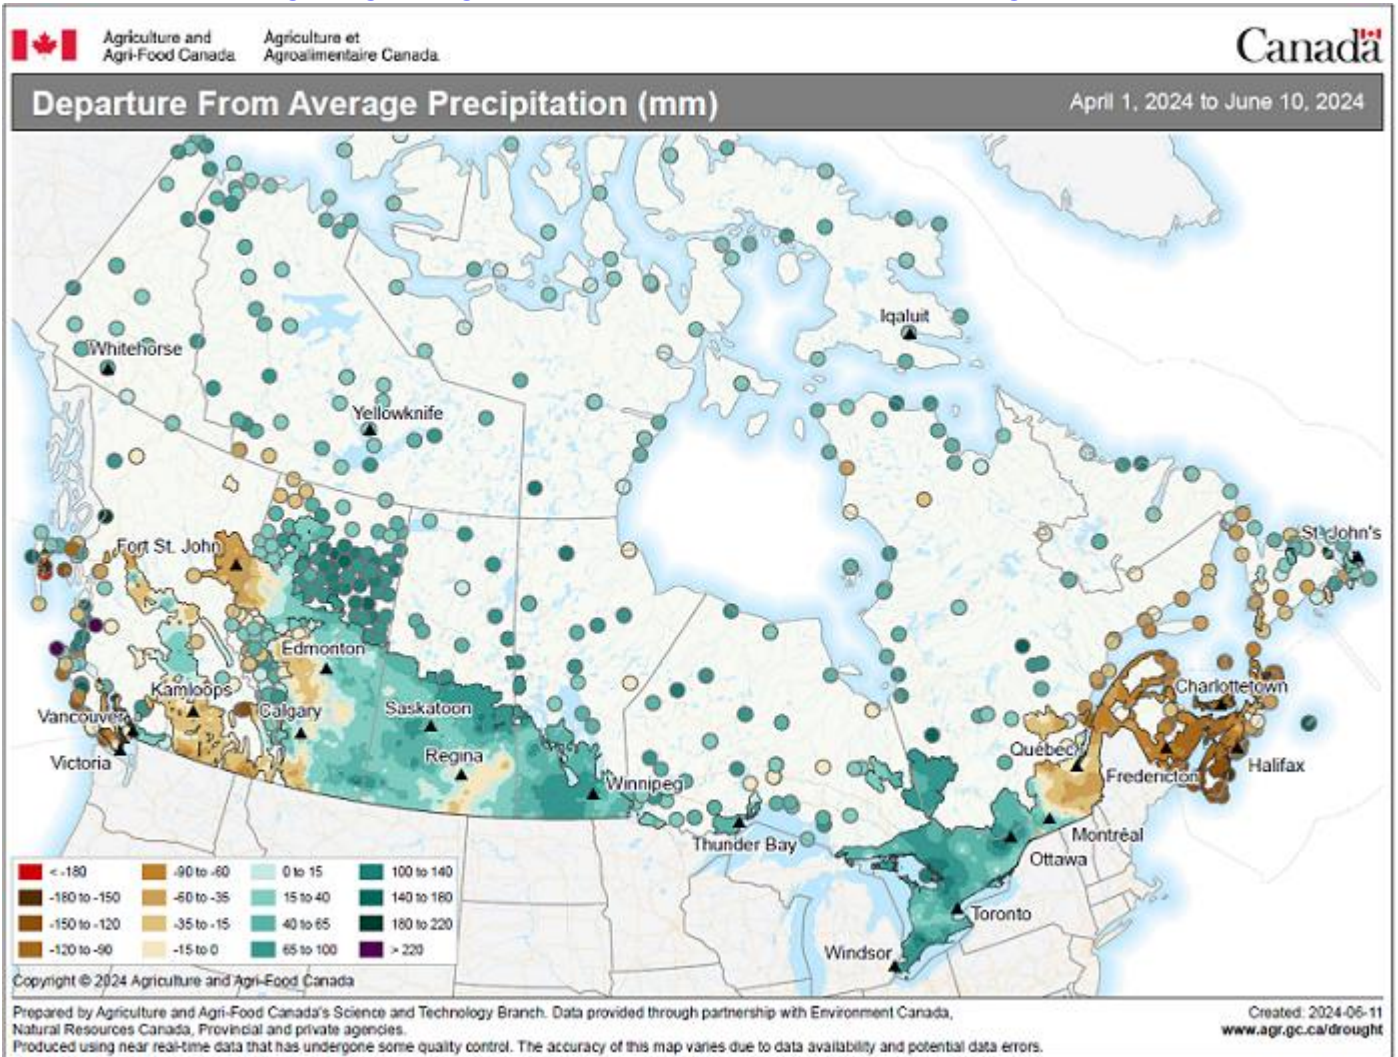 Agriculture and
Agri-Food Canada
Agriculture et
Agroalimentaire Canada
Canada
Departure From Average Precipitation (mm)
April 1, 2024 to June 10, 2024
Iqaluit
Whitehorse
Yellowknife
Fort St. John
St. John's
Edmonton
Kamloops
Charlottetown
Vancouver
Calgary
Saskatoon
Victoria
Regina
Québec
Halifax
Fredericton
Winnipeg
Thunder Bay
Montréal
Ottawa
Toronto
Windsor
< -180
-180 to -150
-150 to -120
-120 to -90
-90 to -60
-60 to -35
-35 to -15
-15 to 0
0 to 15
15 to 40
40 to 65
65 to 100
100 to 140
140 to 180
180 to 220
> 220
Copyright © 2024 Agriculture and Agri-Food Canada
Prepared by Agriculture and Agri-Food Canada's Science and Technology Branch. Data provided through partnership with Environment Canada,
Natural Resources Canada, Provincial and private agencies.
Produced using near real-time data that has undergone some quality control. The accuracy of this map varies due to data availability and potential data errors.
Created: 2024-06-11
www.agr.gc.ca/drought